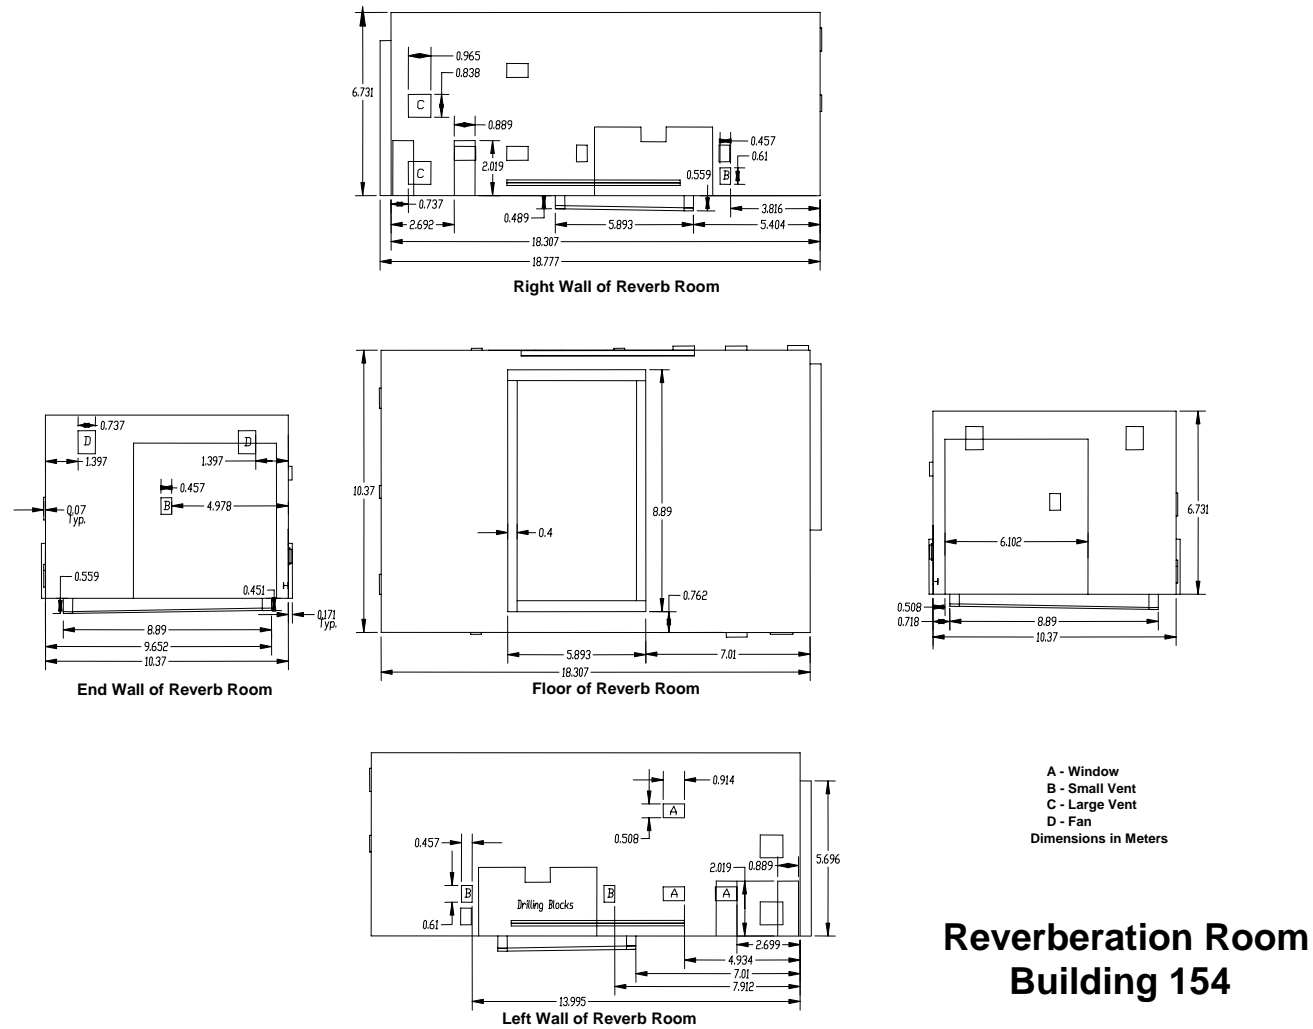 0.965
0.838
6.731
C
0.889
0.457
2.019
0.61
C
0.559
B
0.737
0.489
3.816
2.692
5.893
5.404
18.307
18.777
Right Wall of Reverb Room
0.737
D
D
1.397
1.397
0.457
B
4.978
0.07
Typ.
0.559
0.451
0.171
Typ.
8.89
9.652
10.37
End Wall of Reverb Room
10.37
8.89
0.4
0.762
5.893
7.01
18.307
Floor of Reverb Room
6.731
6.102
0.508
0.718
8.89
10.37
0.914
A
0.508
0.457
2.019
0.889
5.696
B
B
A
A
Drilling Blocks
0.61
2.699
4.934
7.01
7.912
13.995
Left Wall of Reverb Room
A - Window
B - Small Vent
C - Large Vent
D - Fan
Dimensions in Meters
Reverberation Room
Building 154